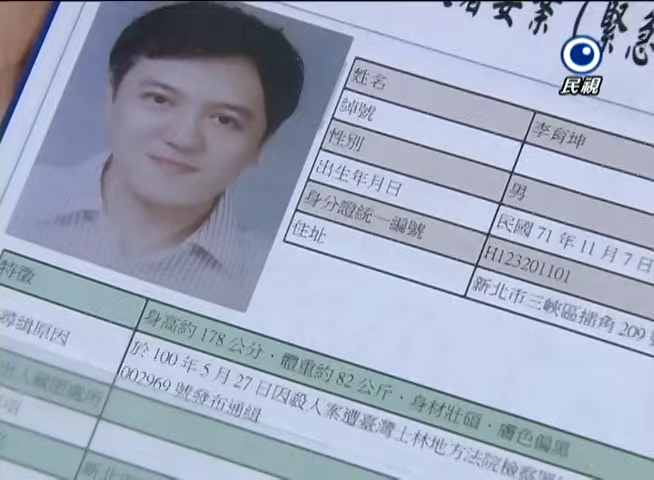 要案
緊急
民視
姓名 李育坤
綽號
性別 男
出生年月日 民國 71 年 11 月 7 日
身分證統一編號 H123201101
住址 新北市三峽區插角 209 號
特徵 身高約 178 公分、體重約 82 公斤、身材壯碩、膚色偏黑
尋緝原因 於 100 年 5 月 27 日因殺人案遭臺灣士林地方法院檢察署
002969 號發布通緝
新北市